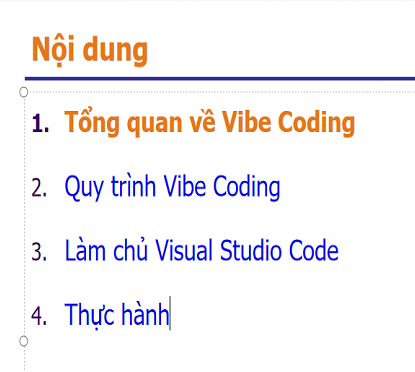 Nội dung
1. Tổng quan về Vibe Coding
2. Quy trình Vibe Coding
3. Làm chủ Visual Studio Code
4. Thực hành